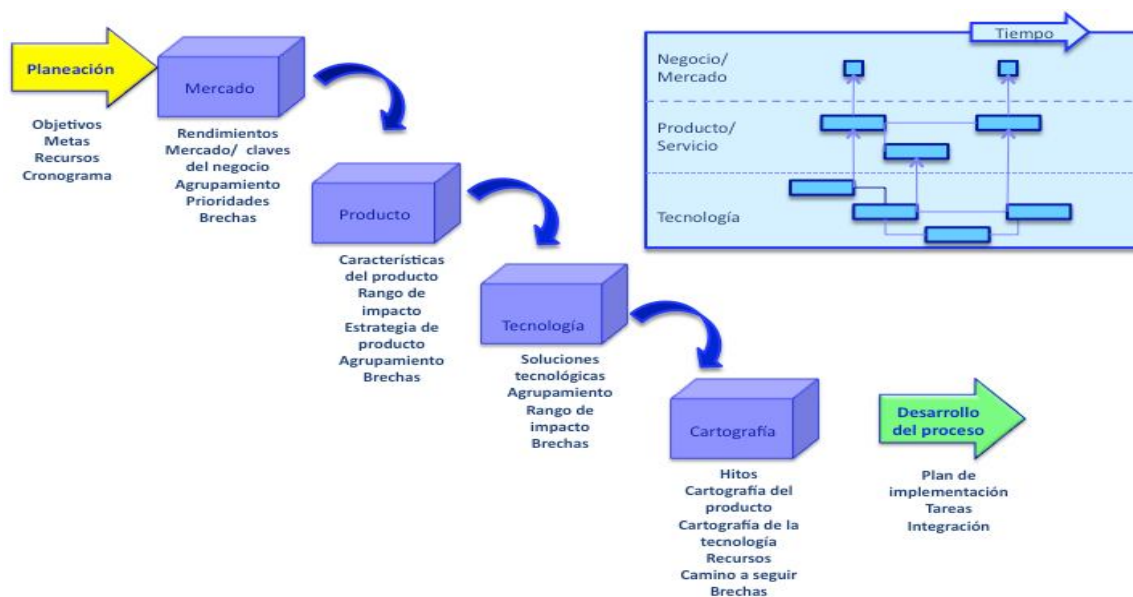 Planeación
Objetivos
Metas
Recursos
Cronograma
Mercado
Rendimientos
Mercado/ claves
del negocio
Agrupamiento
Prioridades
Brechas
Producto
Características
del producto
Rango de
impacto
Estrategia de
producto
Agrupamiento
Brechas
Tecnología
Soluciones
tecnológicas
Agrupamiento
Rango de
impacto
Brechas
Cartografía
Hitos
Cartografía del
producto
Cartografía de la
tecnología
Recursos
Camino a seguir
Brechas
Desarrollo
del proceso
Plan de
implementación
Tareas
Integración
Tiempo
Negocio/
Mercado
Producto/
Servicio
Tecnología